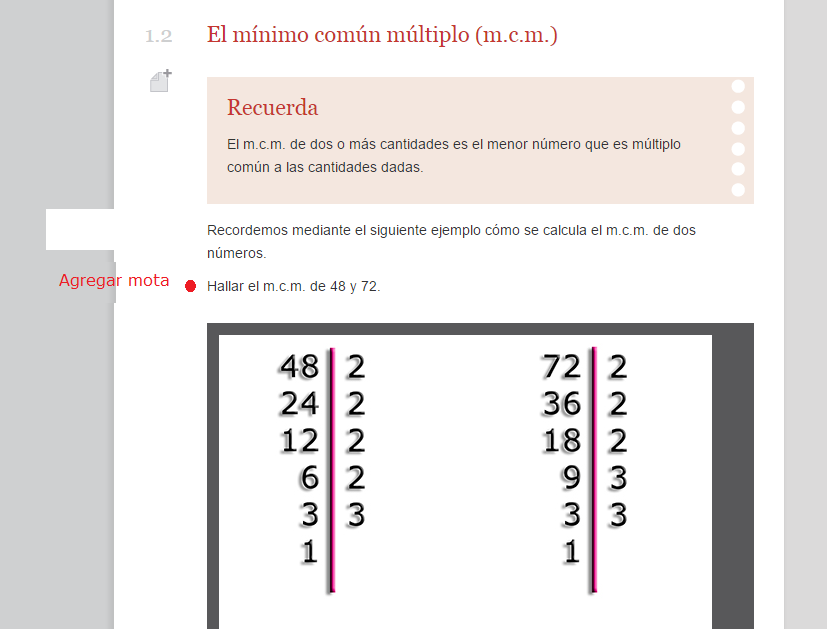 1.2 El mínimo común múltiplo (m.c.m.)
Recuerda
El m.c.m. de dos o más cantidades es el menor número que es múltiplo
común a las cantidades dadas.
Recordemos mediante el siguiente ejemplo cómo se calcula el m.c.m. de dos
números.
Agregar mota
Hallar el m.c.m. de 48 y 72.
48 2 72 2
24 2 36 2
12 2 18 2
6 2 9 3
3 3 3 3
1 1